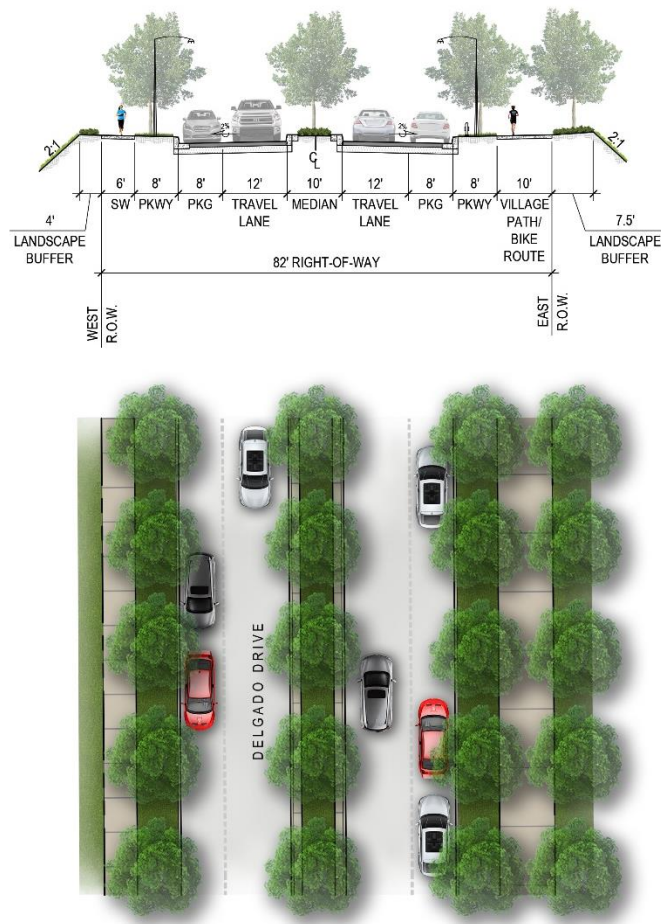 2:1
2%
2%
2:1
C
L
6'
8'
8'
12'
10'
12'
8'
8'
10'
SW
PKWY
PKG
TRAVEL
LANE
MEDIAN
TRAVEL
LANE
PKG
PKWY
VILLAGE
PATH/
BIKE
ROUTE
4'
LANDSCAPE
BUFFER
7.5'
LANDSCAPE
BUFFER
82' RIGHT-OF-WAY
WEST
R.O.W.
EAST
R.O.W.
DELGADO DRIVE